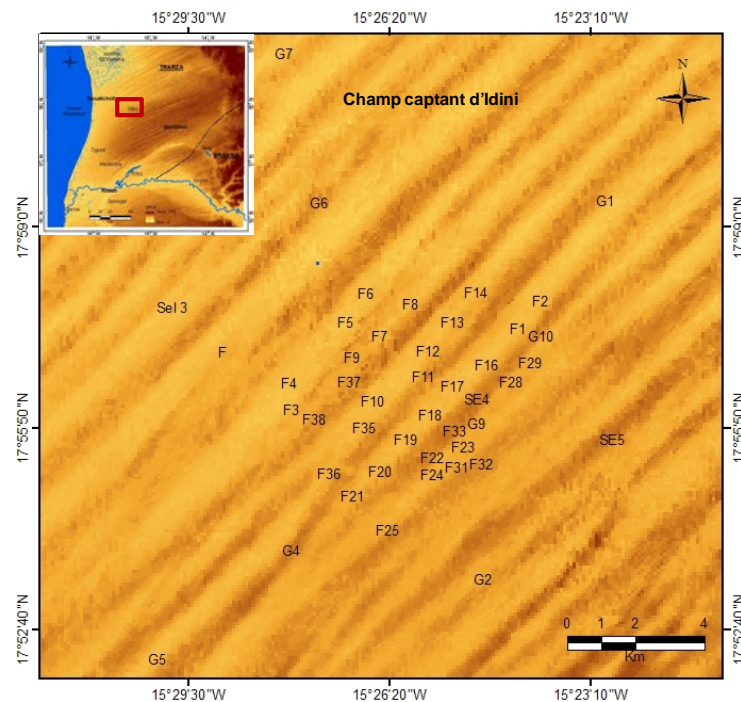 15°29'30"W 15°26'20"W 15°23'10"W
G7
TRARZA
Champ captant d'Idini
N
G6
G1
17°59'0"N 17°59'0"N
F6 F14 F2
F8
Sel 3
F5 F13 F1
F7 G10
F F12
F9 F16 F29
F4 F37 F11 F17 F28
F10 SE4
F3 F38 F18 G9
17°55'50"N F35 F33 17°55'50"N
F19 F23 SE5
F22 F32
F36 F20 F24 F31
F21
F25
G4
G2
17°52'40"N 17°52'40"N
0 1 2 4
Km
G5
15°29'30"W 15°26'20"W 15°23'10"W